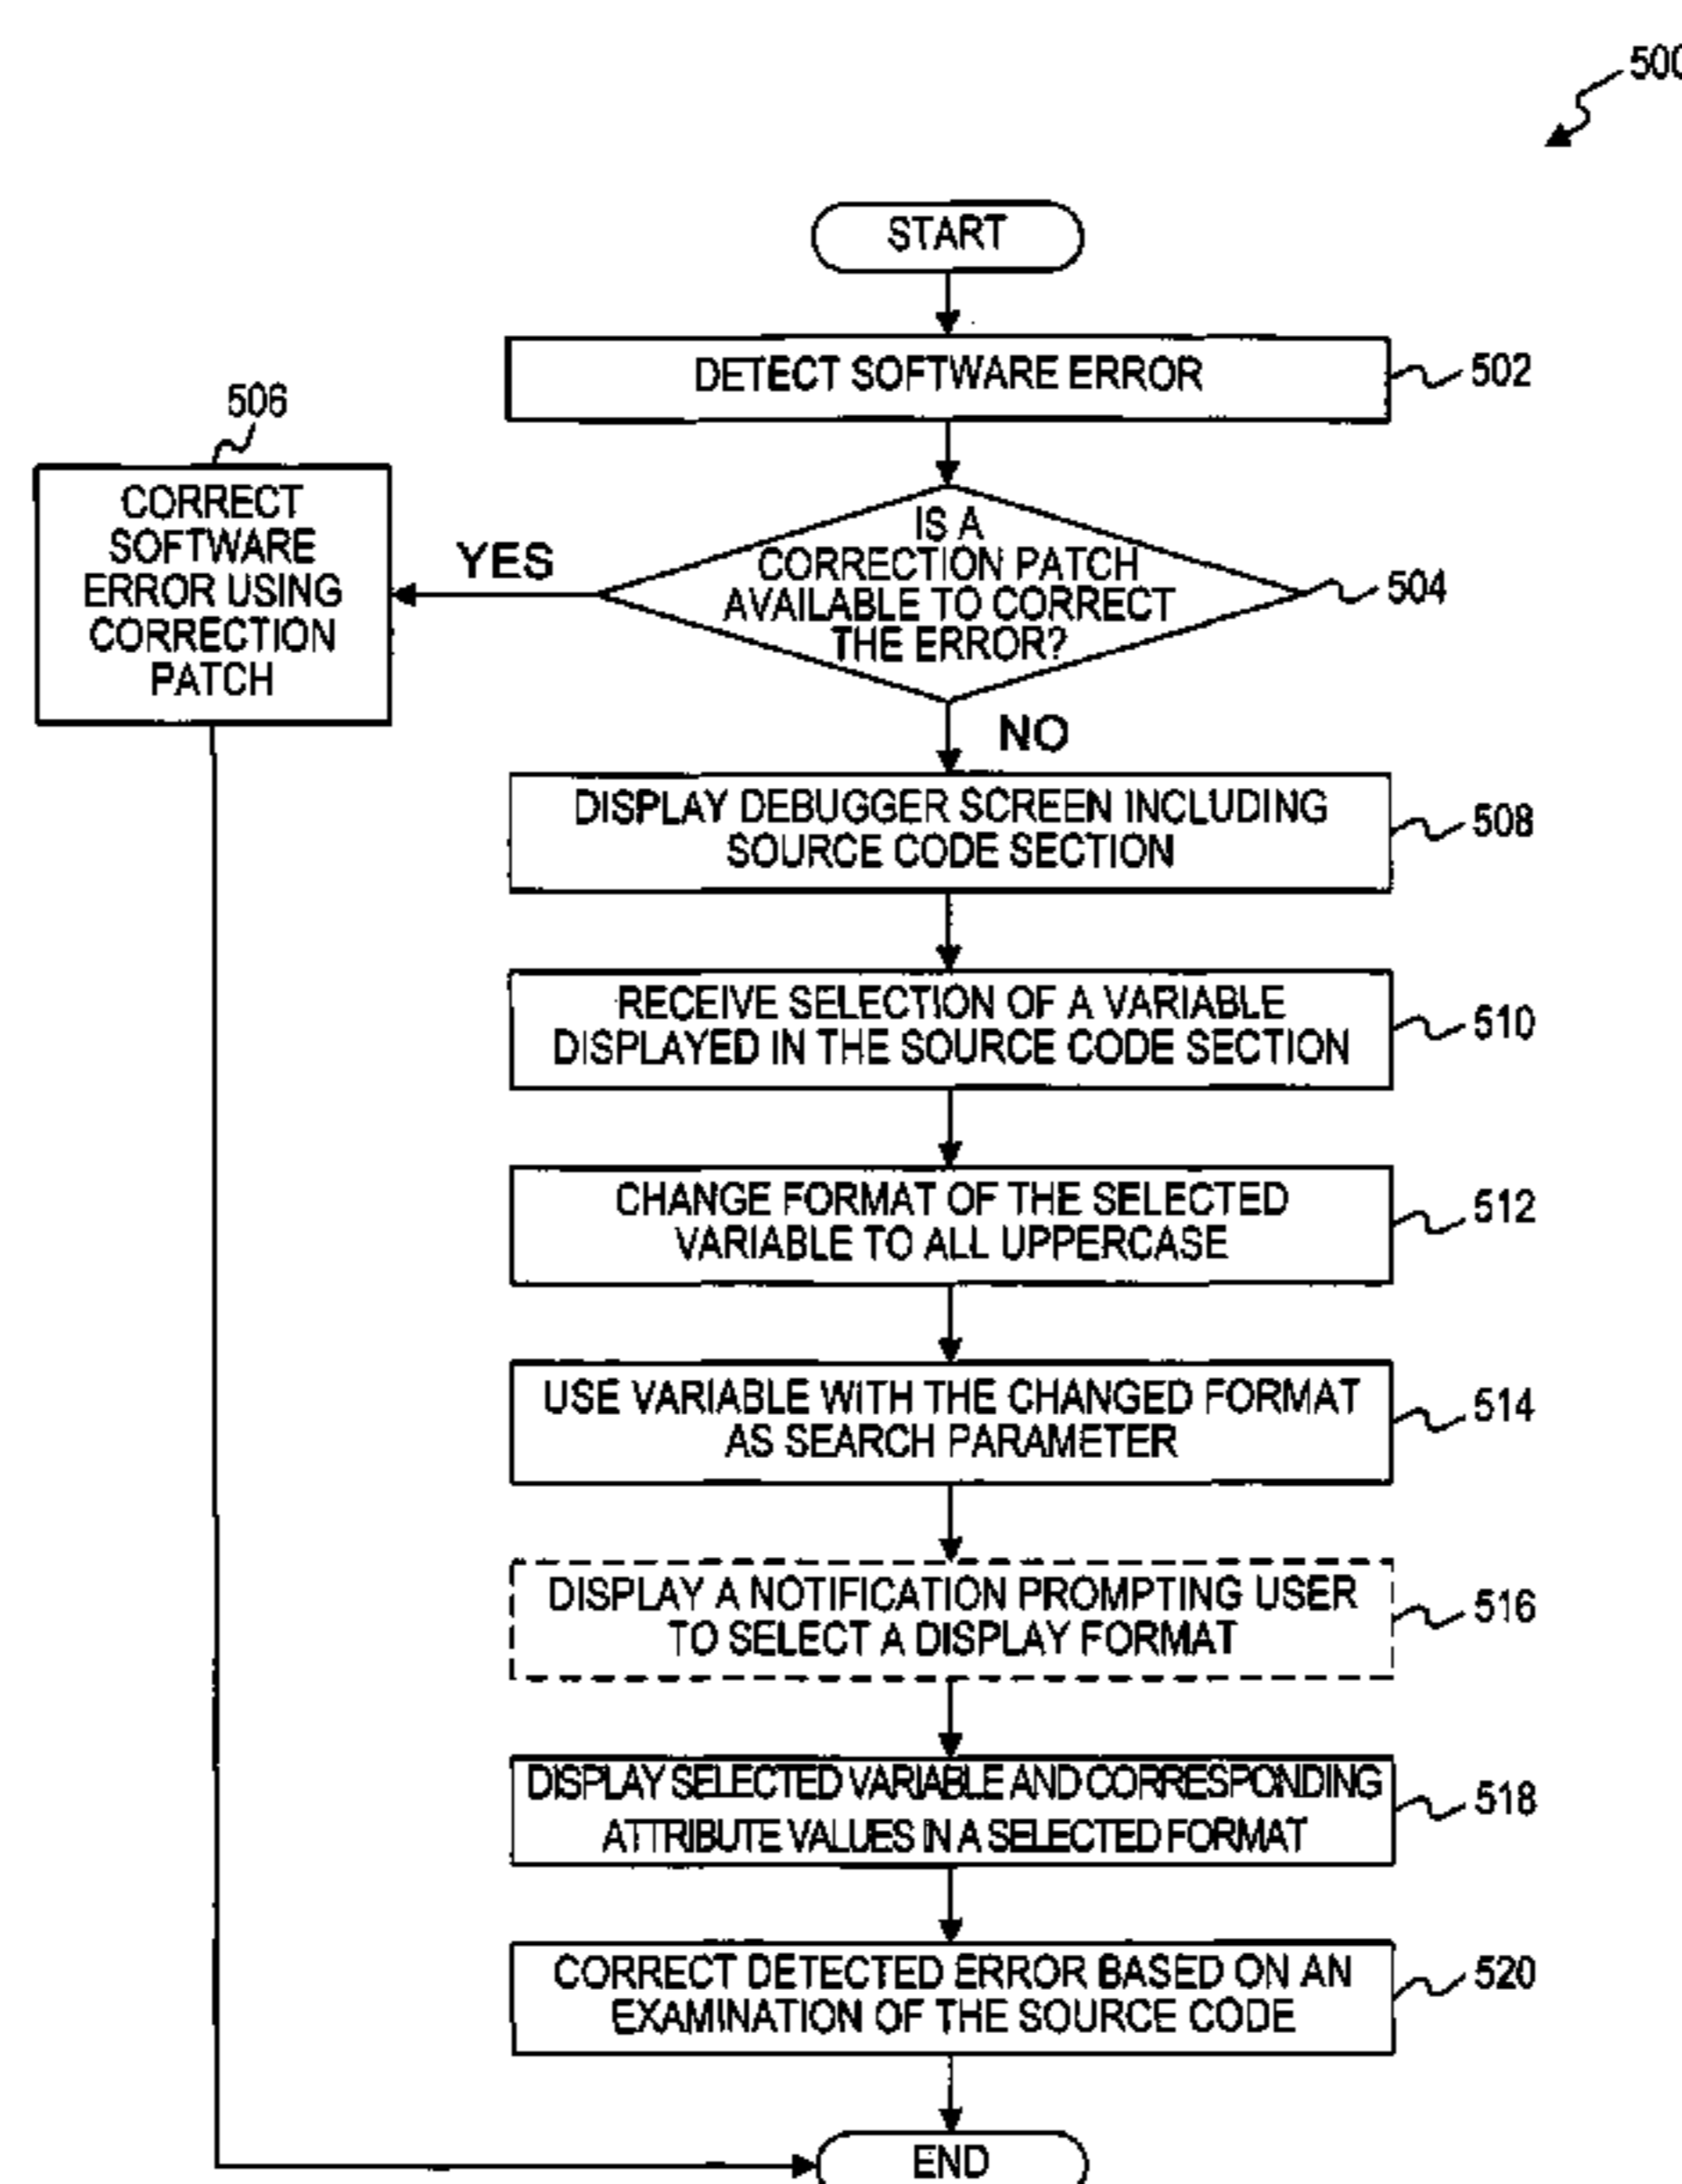 500
START
DETECT SOFTWARE ERROR
502
506
CORRECT
SOFTWARE
ERROR USING
CORRECTION
PATCH
YES
IS A
CORRECTION PATCH
AVAILABLE TO CORRECT
THE ERROR?
504
NO
DISPLAY DEBUGGER SCREEN INCLUDING
SOURCE CODE SECTION
508
RECEIVE SELECTION OF A VARIABLE
DISPLAYED IN THE SOURCE CODE SECTION
510
CHANGE FORMAT OF THE SELECTED
VARIABLE TO ALL UPPERCASE
512
USE VARIABLE WITH THE CHANGED FORMAT
AS SEARCH PARAMETER
514
DISPLAY A NOTIFICATION PROMPTING USER
TO SELECT A DISPLAY FORMAT
516
DISPLAY SELECTED VARIABLE AND CORRESPONDING
ATTRIBUTE VALUES IN A SELECTED FORMAT
518
CORRECT DETECTED ERROR BASED ON AN
EXAMINATION OF THE SOURCE CODE
520
END